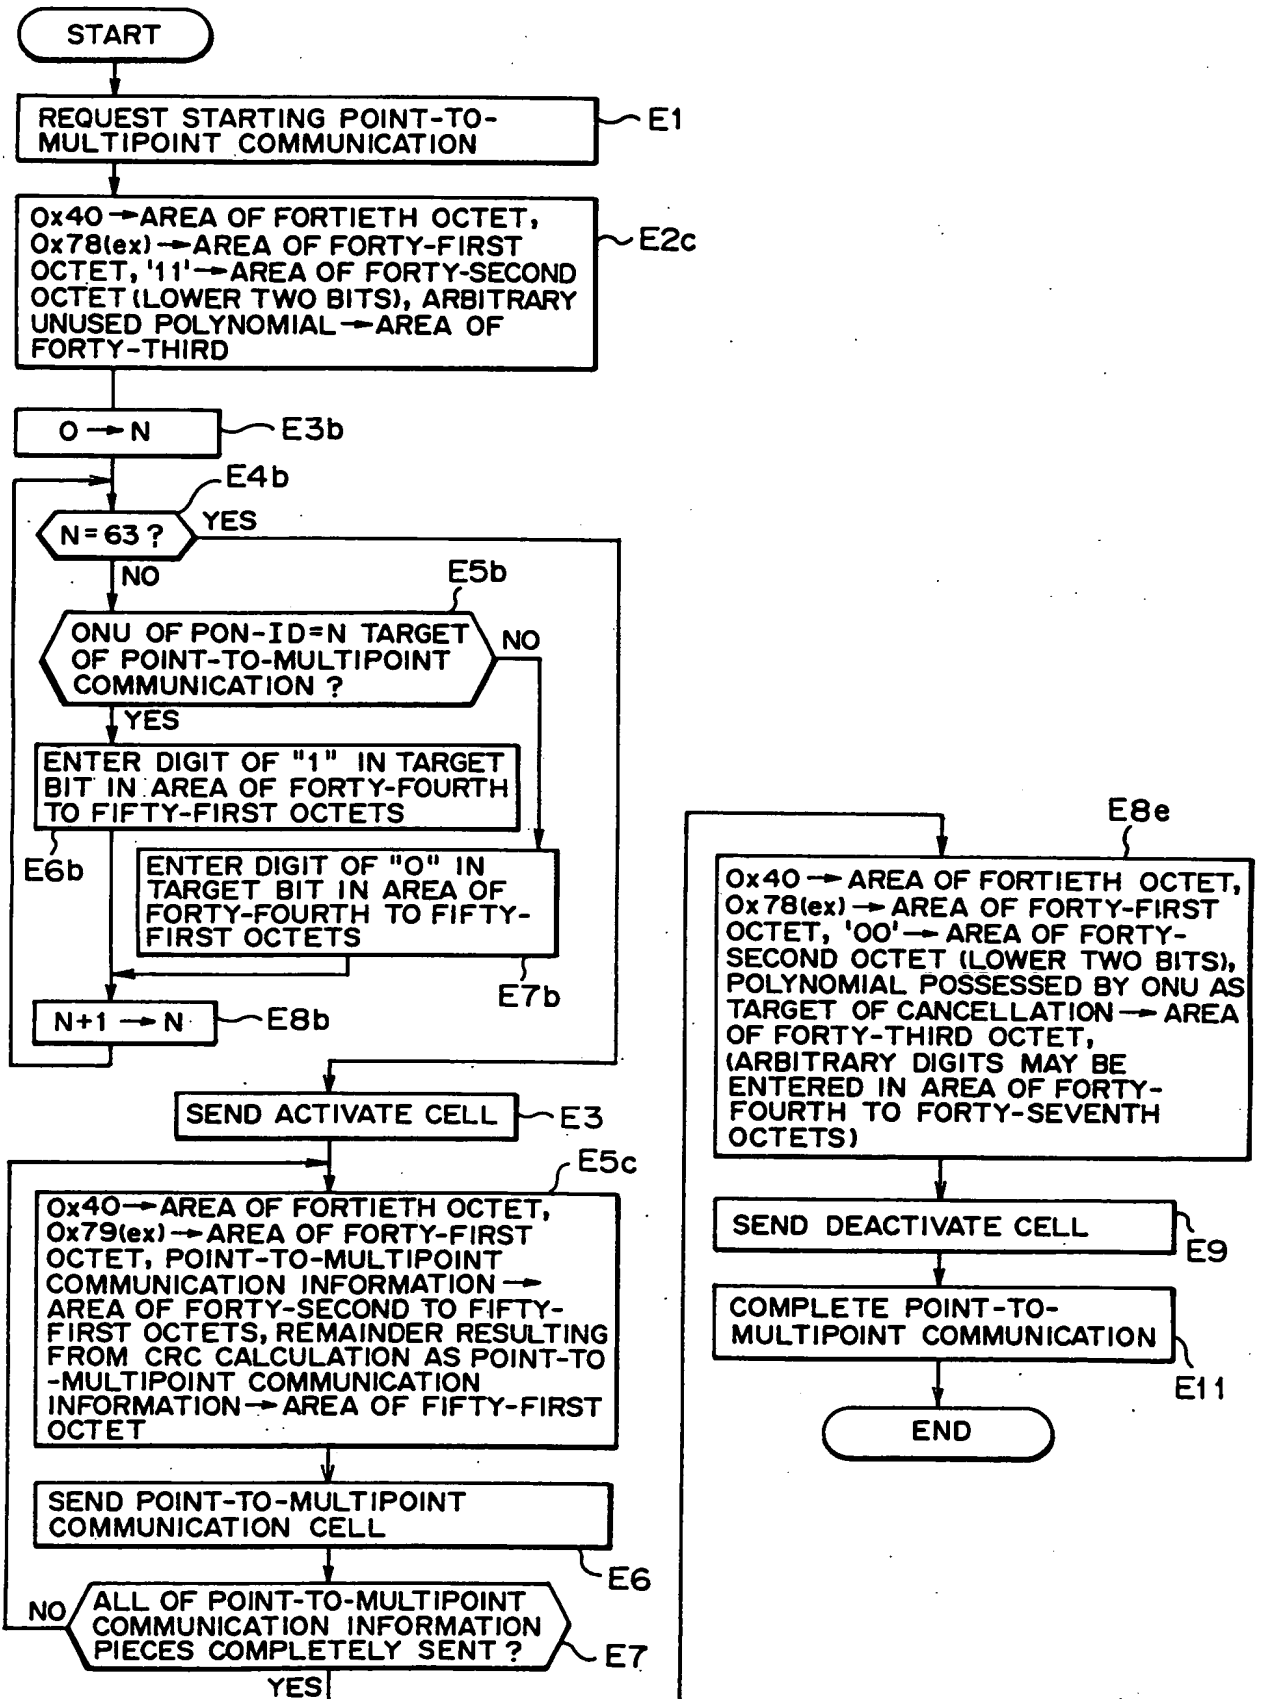 START
REQUEST STARTING POINT-TO-
MULTIPOINT COMMUNICATION
E1
0x40→AREA OF FORTIETH OCTET,
0x78(ex)→AREA OF FORTY-FIRST
OCTET, '11'→AREA OF FORTY-SECOND
OCTET (LOWER TWO BITS), ARBITRARY
UNUSED POLYNOMIAL→AREA OF
FORTY-THIRD
E2c
0→N
E3b
E4b
N=63?
YES
NO
E5b
ONU OF PON-ID=N TARGET
OF POINT-TO-MULTIPOINT
COMMUNICATION ?
NO
YES
ENTER DIGIT OF "1" IN TARGET
BIT IN AREA OF FORTY-FOURTH
TO FIFTY-FIRST OCTETS
E6b
ENTER DIGIT OF "0" IN
TARGET BIT IN AREA OF
FORTY-FOURTH TO FIFTY-
FIRST OCTETS
E7b
N+1→N
E8b
SEND ACTIVATE CELL
E3
E5c
0x40→AREA OF FORTIETH OCTET,
0x79(ex)→AREA OF FORTY-FIRST
OCTET, POINT-TO-MULTIPOINT
COMMUNICATION INFORMATION→
AREA OF FORTY-SECOND TO FIFTY-
FIRST OCTETS, REMAINDER RESULTING
FROM CRC CALCULATION AS POINT-TO
-MULTIPOINT COMMUNICATION
INFORMATION→AREA OF FIFTY-FIRST
OCTET
SEND POINT-TO-MULTIPOINT
COMMUNICATION CELL
E6
ALL OF POINT-TO-MULTIPOINT
COMMUNICATION INFORMATION
PIECES COMPLETELY SENT ?
NO
E7
YES
E8e
0x40→AREA OF FORTIETH OCTET,
0x78(ex)→AREA OF FORTY-FIRST
OCTET, '00'→AREA OF FORTY-
SECOND OCTET (LOWER TWO BITS),
POLYNOMIAL POSSESSED BY ONU AS
TARGET OF CANCELLATION→AREA
OF FORTY-THIRD OCTET,
(ARBITRARY DIGITS MAY BE
ENTERED IN AREA OF FORTY-
FOURTH TO FORTY-SEVENTH
OCTETS)
SEND DEACTIVATE CELL
E9
COMPLETE POINT-TO-
MULTIPOINT COMMUNICATION
E11
END